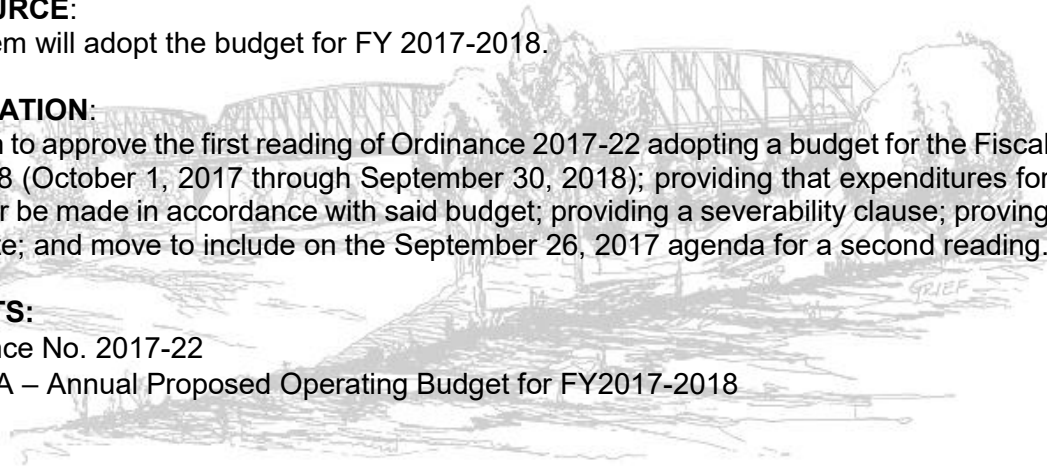 URCE:
em will adopt the budget for FY 2017-2018.
ATION:
n to approve the first reading of Ordinance 2017-22 adopting a budget for the Fiscal
8 (October 1, 2017 through September 30, 2018); providing that expenditures for
r be made in accordance with said budget; providing a severability clause; proving
te; and move to include on the September 26, 2017 agenda for a second reading.
TS:
nce No. 2017-22
A – Annual Proposed Operating Budget for FY2017-2018
GRIEF